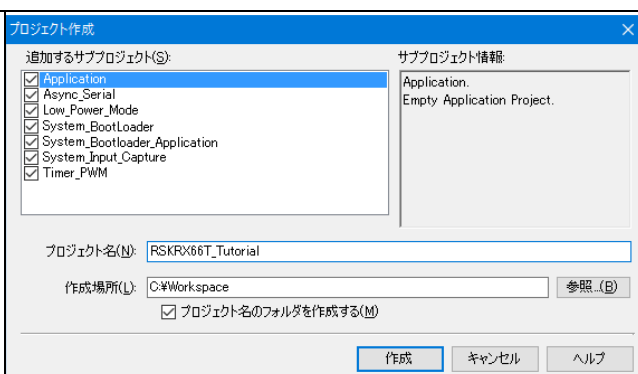 プロジェクト作成
追加するサブプロジェクト(S):
Application
Async_Serial
Low_Power_Mode
System_BootLoader
System_Bootloader_Application
System_Input_Capture
Timer_PWM
サブプロジェクト情報:
Application.
Empty Application Project.
プロジェクト名(N): RSKRX66T_Tutorial
作成場所(L): C:¥Workspace 参照...(B)
プロジェクト名のフォルダを作成する(M)
作成 キャンセル ヘルプ